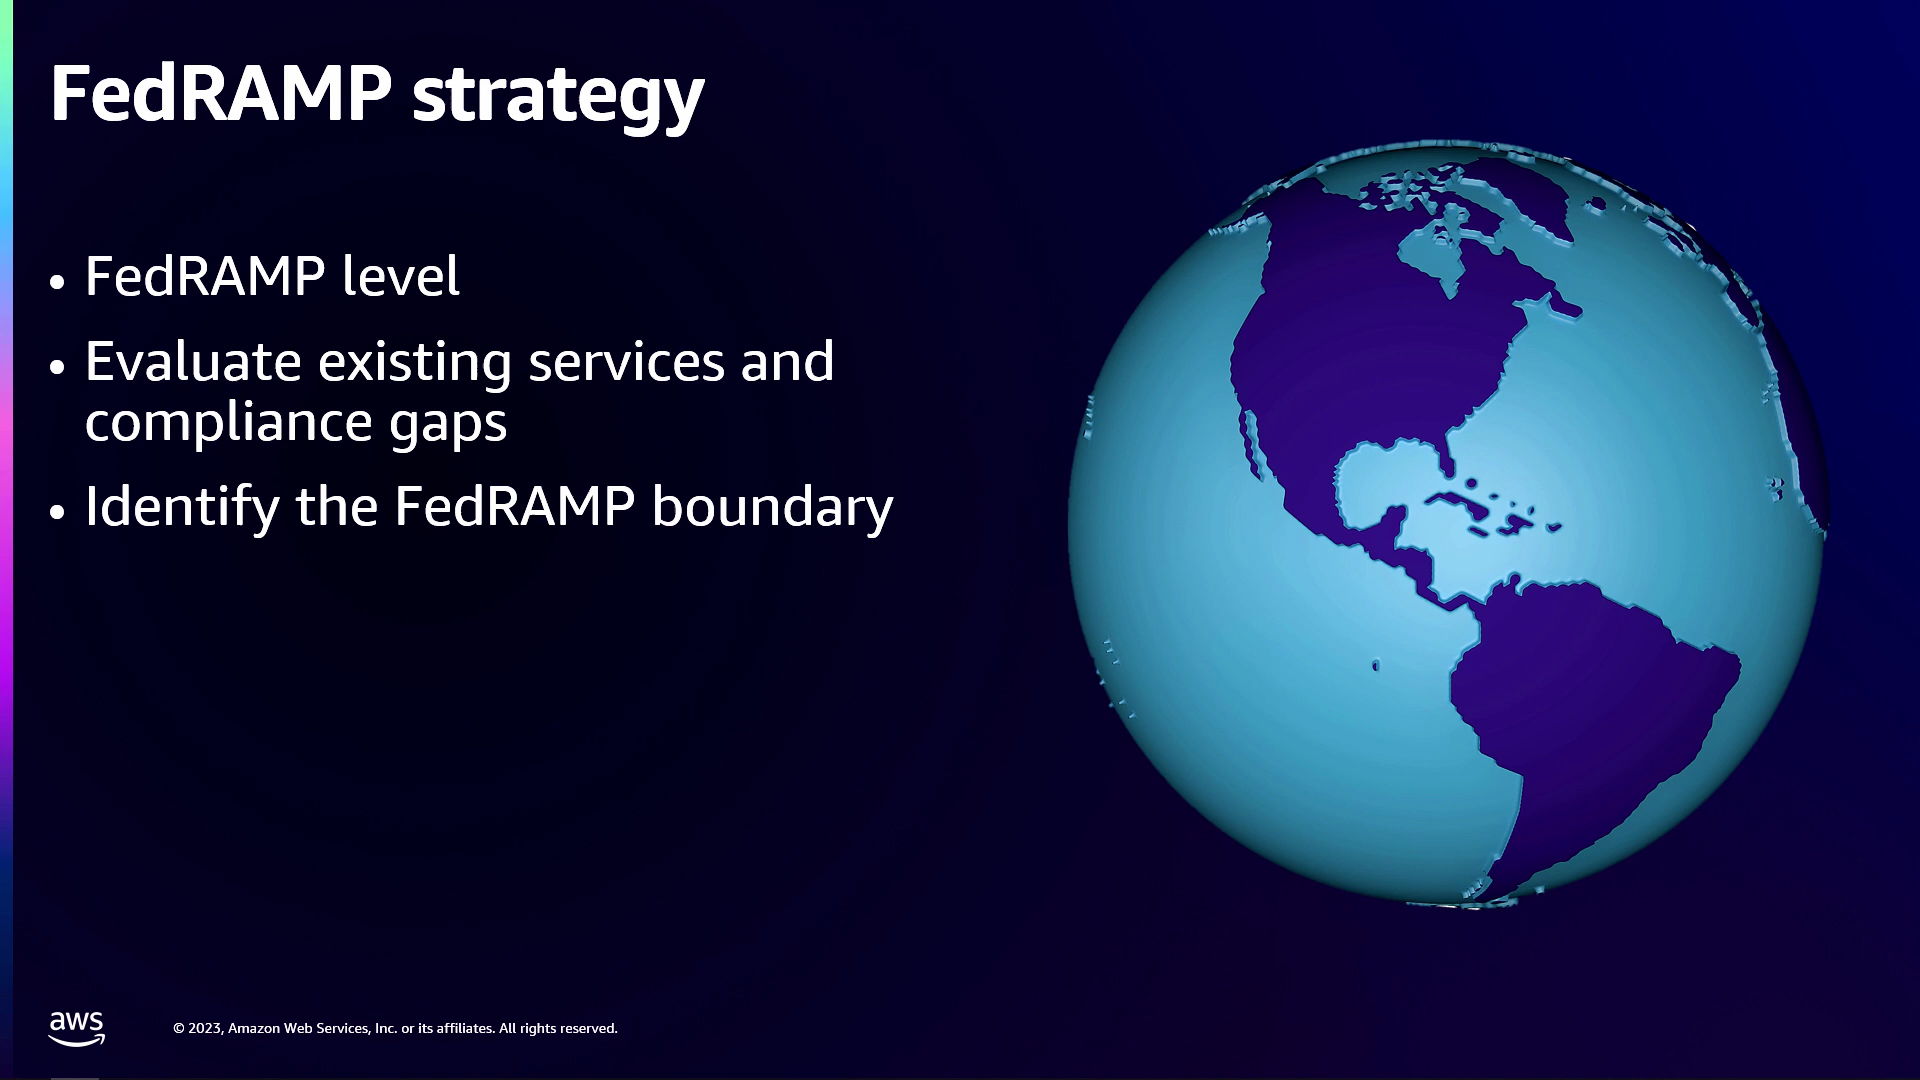 FedRAMP strategy
• FedRAMP level
• Evaluate existing services and
compliance gaps
• Identify the FedRAMP boundary
aws
© 2023, Amazon Web Services, Inc. or its affiliates. All rights reserved.